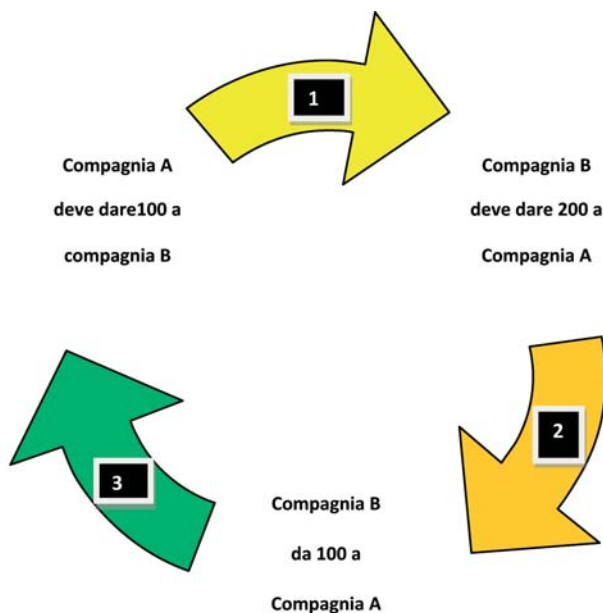 1
Compagnia A
deve dare100 a
compagnia B
Compagnia B
deve dare 200 a
Compagnia A
2
3
Compagnia B
da 100 a
Compagnia A